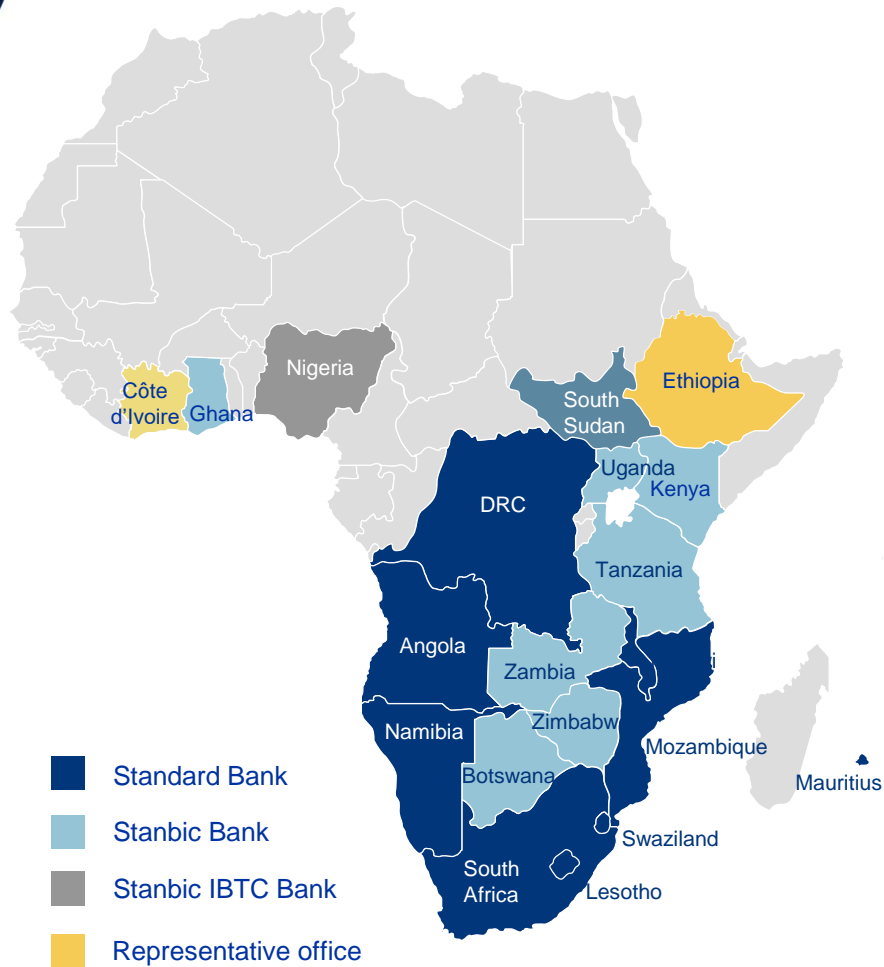 Nigeria
Côte
d'Ivoire
Ghana
South
Sudan
Ethiopia
Uganda
Kenya
DRC
Tanzania
Angola
Zambia
Namibia
Zimbabw
Botswana
Mozambique
Mauritius
Swaziland
South
Africa
Lesotho
Standard Bank
Stanbic Bank
Stanbic IBTC Bank
Representative office